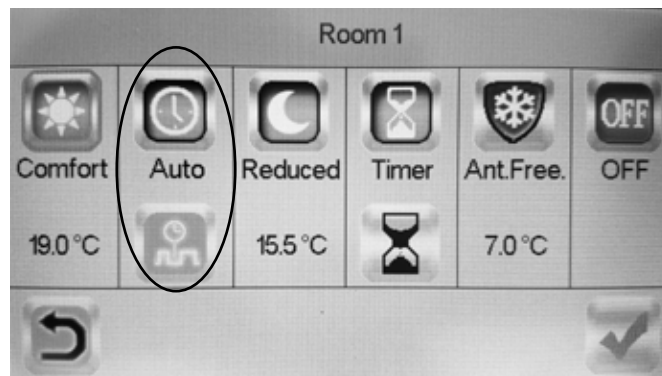 Room 1
Comfort Auto Reduced Timer Ant.Free. OFF
OFF
19.0 °C 15.5 °C 7.0 °C